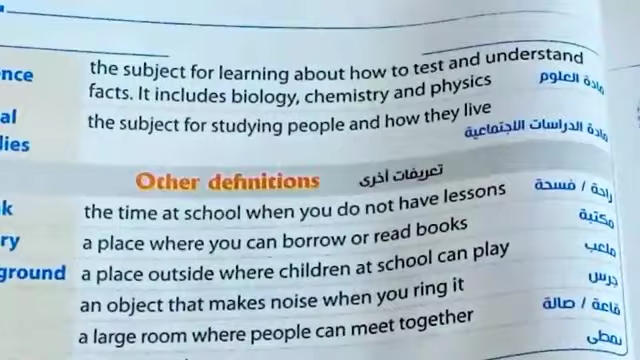 the subject for learning about how to test and understand
nce facts. It includes biology, chemistry and physics مادة العلوم
al the subject for studying people and how they live
lies مادة الدراسات الاجتماعية
Other definitions تعريفات أخرى
k the time at school when you do not have lessons راحة / فسحة
ry a place where you can borrow or read books مكتبة
ground a place outside where children at school can play ملعب
an object that makes noise when you ring it جرس
a large room where people can meet together قاعة / صالة